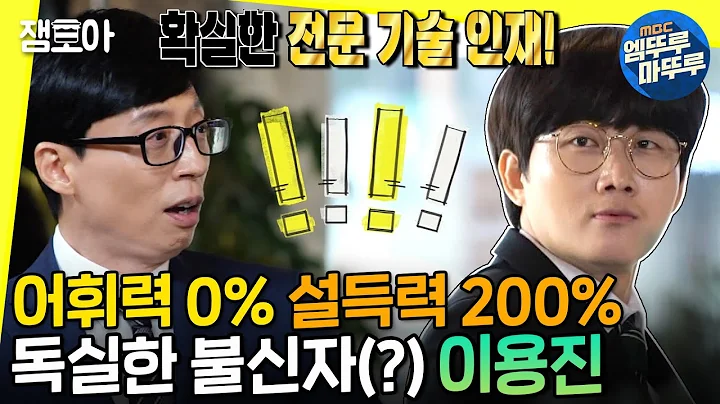 잼토아
확실한 전문 기술 인재!
MBC
엠뚜루
마뚜루
!!!!
어휘력 0% 설득력 200%
독실한 불신자(?) 이용진